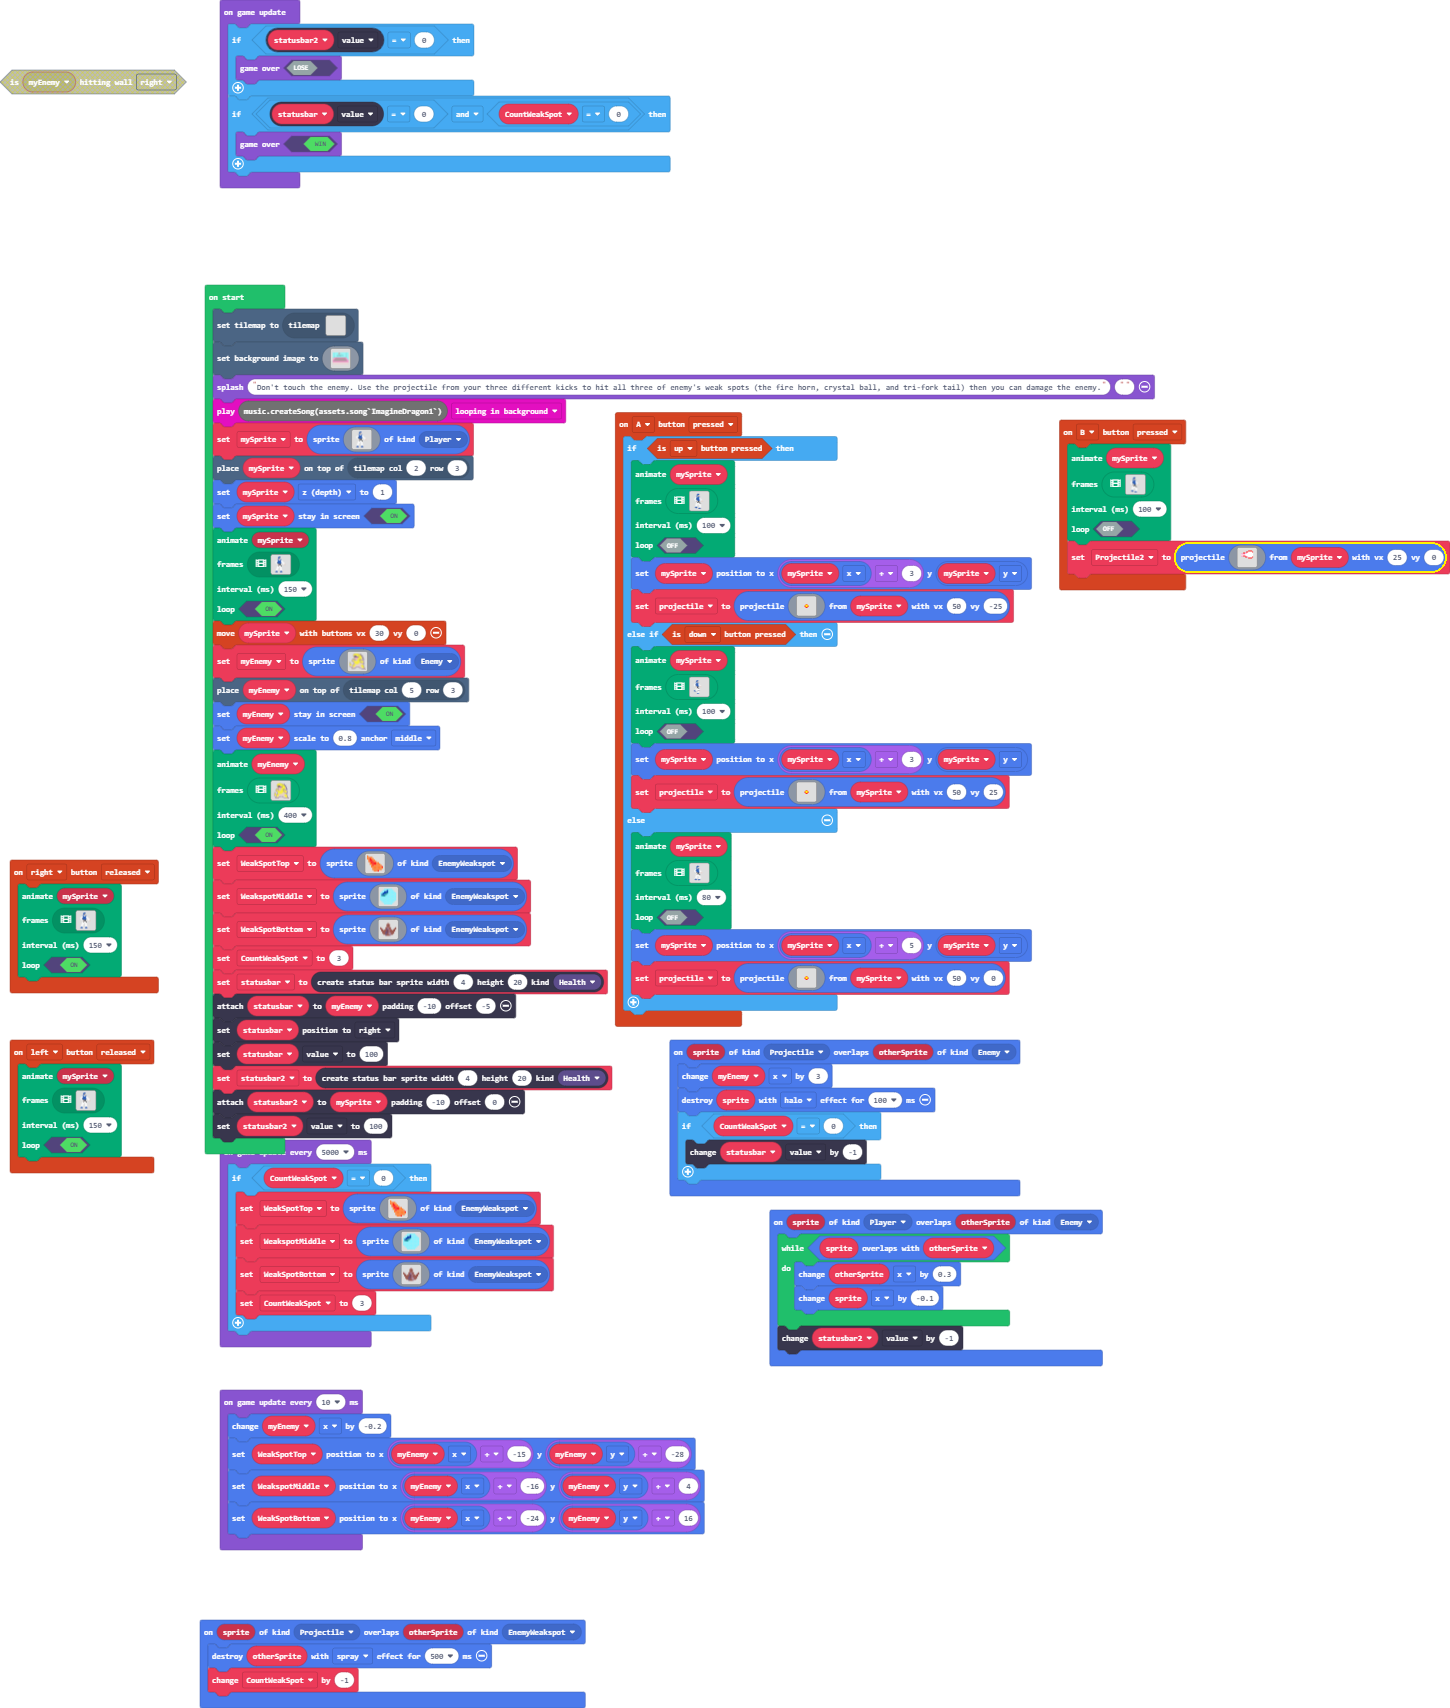 on game update
if statusbar2 value = 0 then
game over LOSE
if statusbar value = 0 and CountWeakSpot = 0 then
game over WIN
is myEnemy hitting wall right
on start
set tilemap to tilemap
set background image to
splash "Don't touch the enemy. Use the projectile from your three different kicks to hit all three of enemy's weak spots (the fire horn, crystal ball, and tri-fork tail) then you can damage the enemy." " "
play music.createSong(assets.song`ImagineDragon1`) looping in background
set mySprite to sprite of kind Player
place mySprite on top of tilemap col 2 row 3
set mySprite z (depth) to 1
set mySprite stay in screen ON
animate mySprite
frames
interval (ms) 150
loop ON
move mySprite with buttons vx 30 vy 0
set myEnemy to sprite of kind Enemy
place myEnemy on top of tilemap col 5 row 3
set myEnemy stay in screen ON
set myEnemy scale to 0.8 anchor middle
animate myEnemy
frames
interval (ms) 400
loop ON
set WeakSpotTop to sprite of kind EnemyWeakspot
set WeakspotMiddle to sprite of kind EnemyWeakspot
set WeakSpotBottom to sprite of kind EnemyWeakspot
set CountWeakSpot to 3
set statusbar to create status bar sprite width 4 height 20 kind Health
attach statusbar to myEnemy padding -10 offset -5
set statusbar position to right
set statusbar value to 100
set statusbar2 to create status bar sprite width 4 height 20 kind Health
attach statusbar2 to mySprite padding -10 offset 0
set statusbar2 value to 100
on A button pressed
if is up button pressed then
animate mySprite
frames
interval (ms) 100
loop OFF
set mySprite position to x mySprite x + 3 y mySprite y
set projectile to projectile from mySprite with vx 50 vy -25
else if is down button pressed then
animate mySprite
frames
interval (ms) 100
loop OFF
set mySprite position to x mySprite x + 3 y mySprite y
set projectile to projectile from mySprite with vx 50 vy 25
else
animate mySprite
frames
interval (ms) 80
loop OFF
set mySprite position to x mySprite x + 5 y mySprite y
set projectile to projectile from mySprite with vx 50 vy 0
on B button pressed
animate mySprite
frames
interval (ms) 100
loop OFF
set Projectile2 to projectile from mySprite with vx 25 vy 0
on right button released
animate mySprite
frames
interval (ms) 150
loop ON
on left button released
animate mySprite
frames
interval (ms) 150
loop ON
on sprite of kind Projectile overlaps otherSprite of kind Enemy
change myEnemy x by 3
destroy sprite with halo effect for 100 ms
if CountWeakSpot = 0 then
change statusbar value by -1
every 5000 ms
if CountWeakSpot = 0 then
set WeakSpotTop to sprite of kind EnemyWeakspot
set WeakspotMiddle to sprite of kind EnemyWeakspot
set WeakSpotBottom to sprite of kind EnemyWeakspot
set CountWeakSpot to 3
on sprite of kind Player overlaps otherSprite of kind Enemy
while sprite overlaps with otherSprite
do change otherSprite x by 0.3
change sprite x by -0.1
change statusbar2 value by -1
on game update every 10 ms
change myEnemy x by -0.2
set WeakSpotTop position to x myEnemy x + -15 y myEnemy y + -28
set WeakspotMiddle position to x myEnemy x + -16 y myEnemy y + 4
set WeakSpotBottom position to x myEnemy x + -24 y myEnemy y + 16
on sprite of kind Projectile overlaps otherSprite of kind EnemyWeakspot
destroy otherSprite with spray effect for 500 ms
change CountWeakSpot by -1